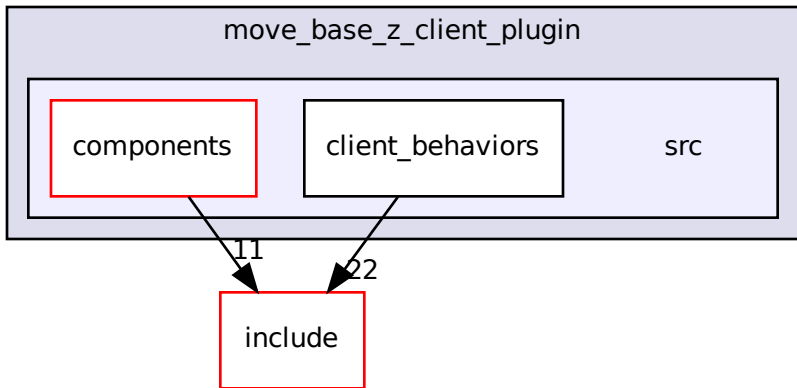 move_base_z_client_plugin
components
client_behaviors
src
11
22
include